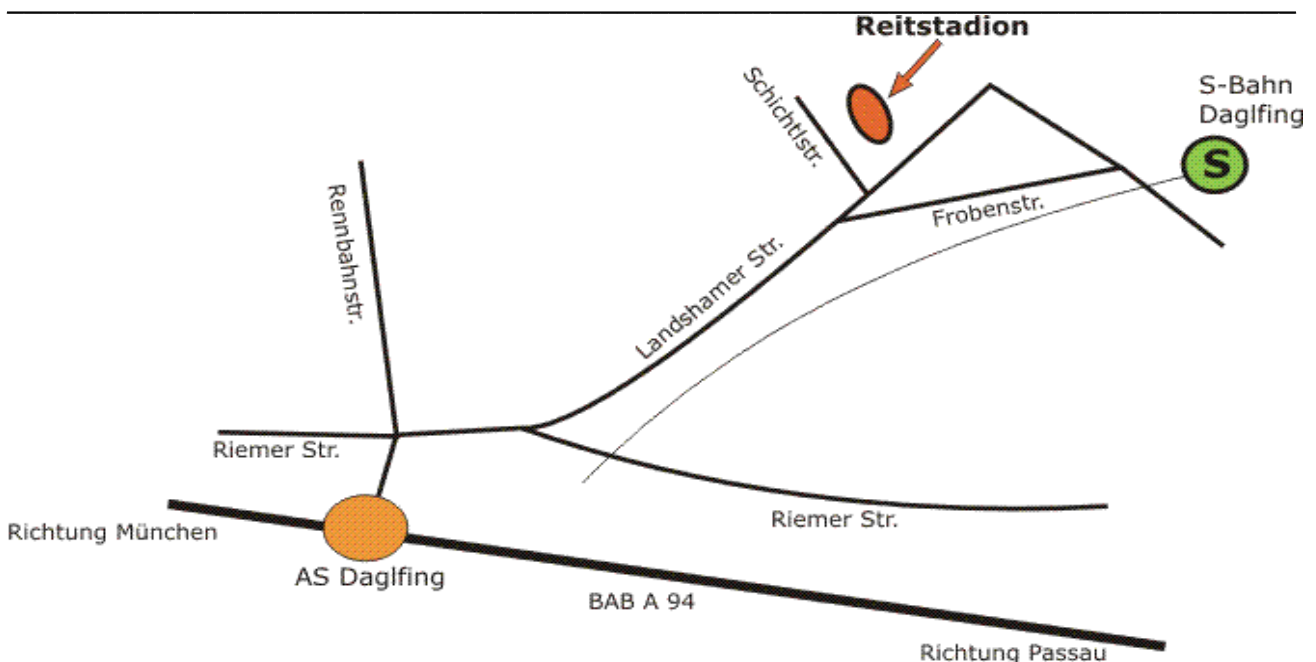 Reitstadion
S-Bahn
Daglfing
S
Schichtlstr.
Frobenstr.
Rennbahnstr.
Landshamer Str.
Riemer Str.
Riemer Str.
Richtung München
AS Daglfing
BAB A 94
Richtung Passau